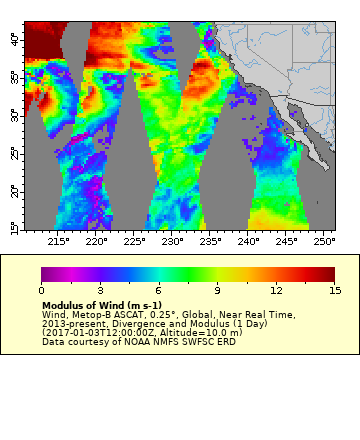 40°
35°
30°
25°
20°
15°
215° 220° 225° 230° 235° 240° 245° 250°
0 3 6 9 12 15
Modulus of Wind (m s-1)
Wind, Metop-B ASCAT, 0.25°, Global, Near Real Time,
2013-present, Divergence and Modulus (1 Day)
(2017-01-03T12:00:00Z, Altitude=10.0 m)
Data courtesy of NOAA NMFS SWFSC ERD